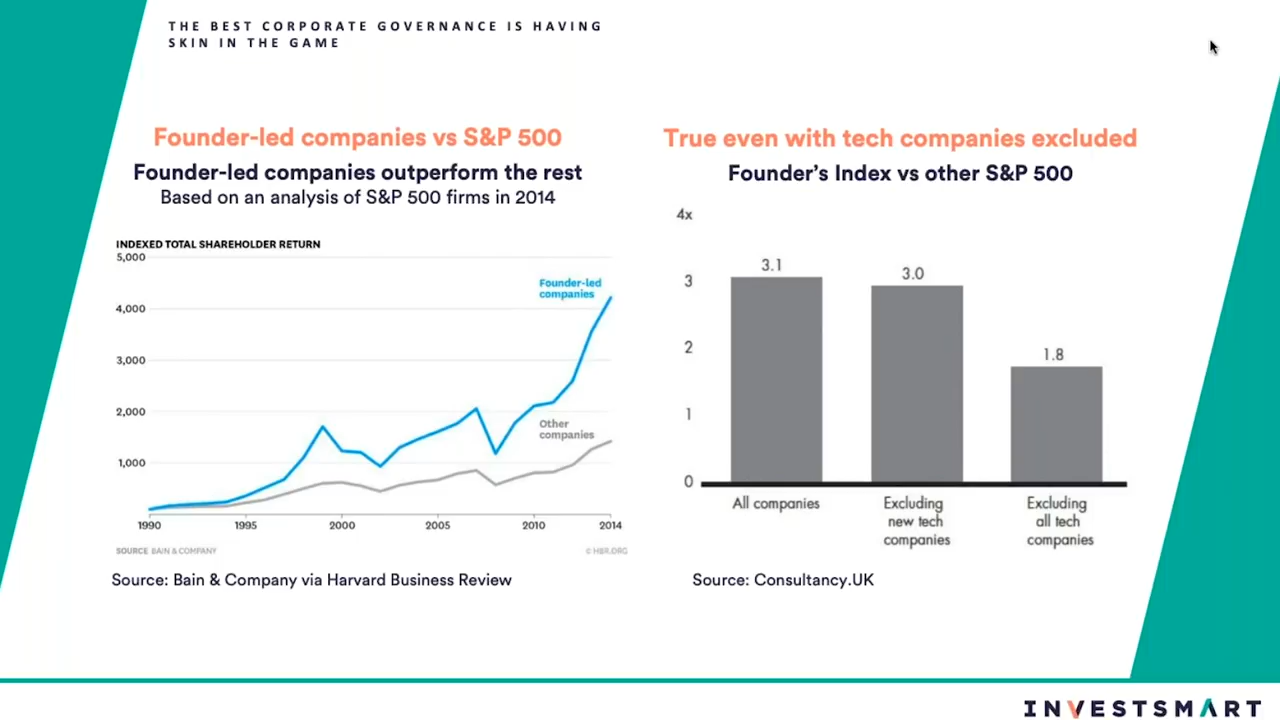 THE BEST CORPORATE GOVERNANCE IS HAVING
SKIN IN THE GAME
Founder-led companies vs S&P 500
Founder-led companies outperform the rest
Based on an analysis of S&P 500 firms in 2014
INDEXED TOTAL SHAREHOLDER RETURN
5,000
4,000
3,000
2,000
1,000
Founder-led
companies
Other
companies
1990
1995
2000
2005
2010
2014
SOURCE BAIN & COMPANY
© HBR.ORG
Source: Bain & Company via Harvard Business Review
True even with tech companies excluded
Founder's Index vs other S&P 500
4x
3
2
1
0
3.1
3.0
1.8
All companies
Excluding
new tech
companies
Excluding
all tech
companies
Source: Consultancy.UK
INVESTSMART